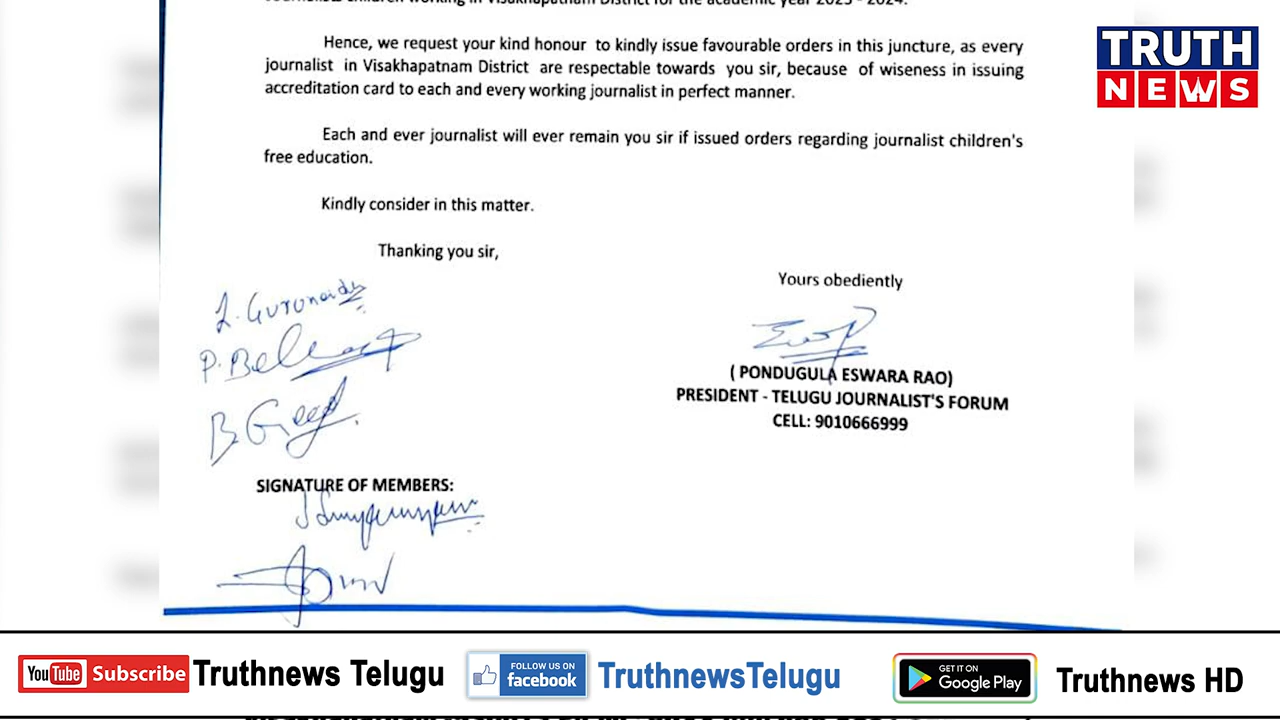 Hence, we request your kind honour to kindly issue favourable orders in this juncture, as every
journalist in Visakhapatnam District are respectable towards you sir, because of wiseness in issuing
accreditation card to each and every working journalist in perfect manner.
Each and ever journalist will ever remain you sir if issued orders regarding journalist children's
free education.
Kindly consider in this matter.
Thanking you sir,
Yours obediently
( PONDUGULA ESWARA RAO)
PRESIDENT - TELUGU JOURNALIST'S FORUM
CELL: 9010666999
L. Gurunaidu
SIGNATURE OF MEMBERS:
TRUTH
NEWS
YouTube Subscribe Truthnews Telugu
FOLLOW US ON
facebook TruthnewsTelugu
GET IT ON
Google Play Truthnews HD